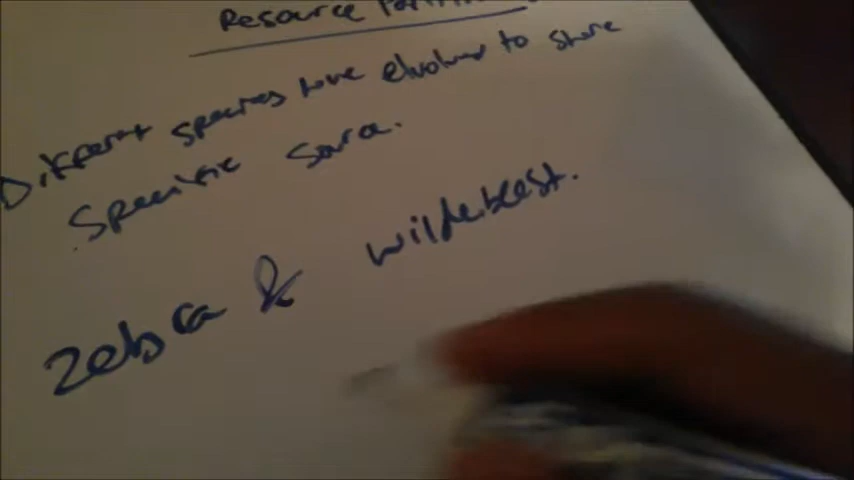 Resource
Different species have evolved to share
Specific
Zebra & wildebeest.